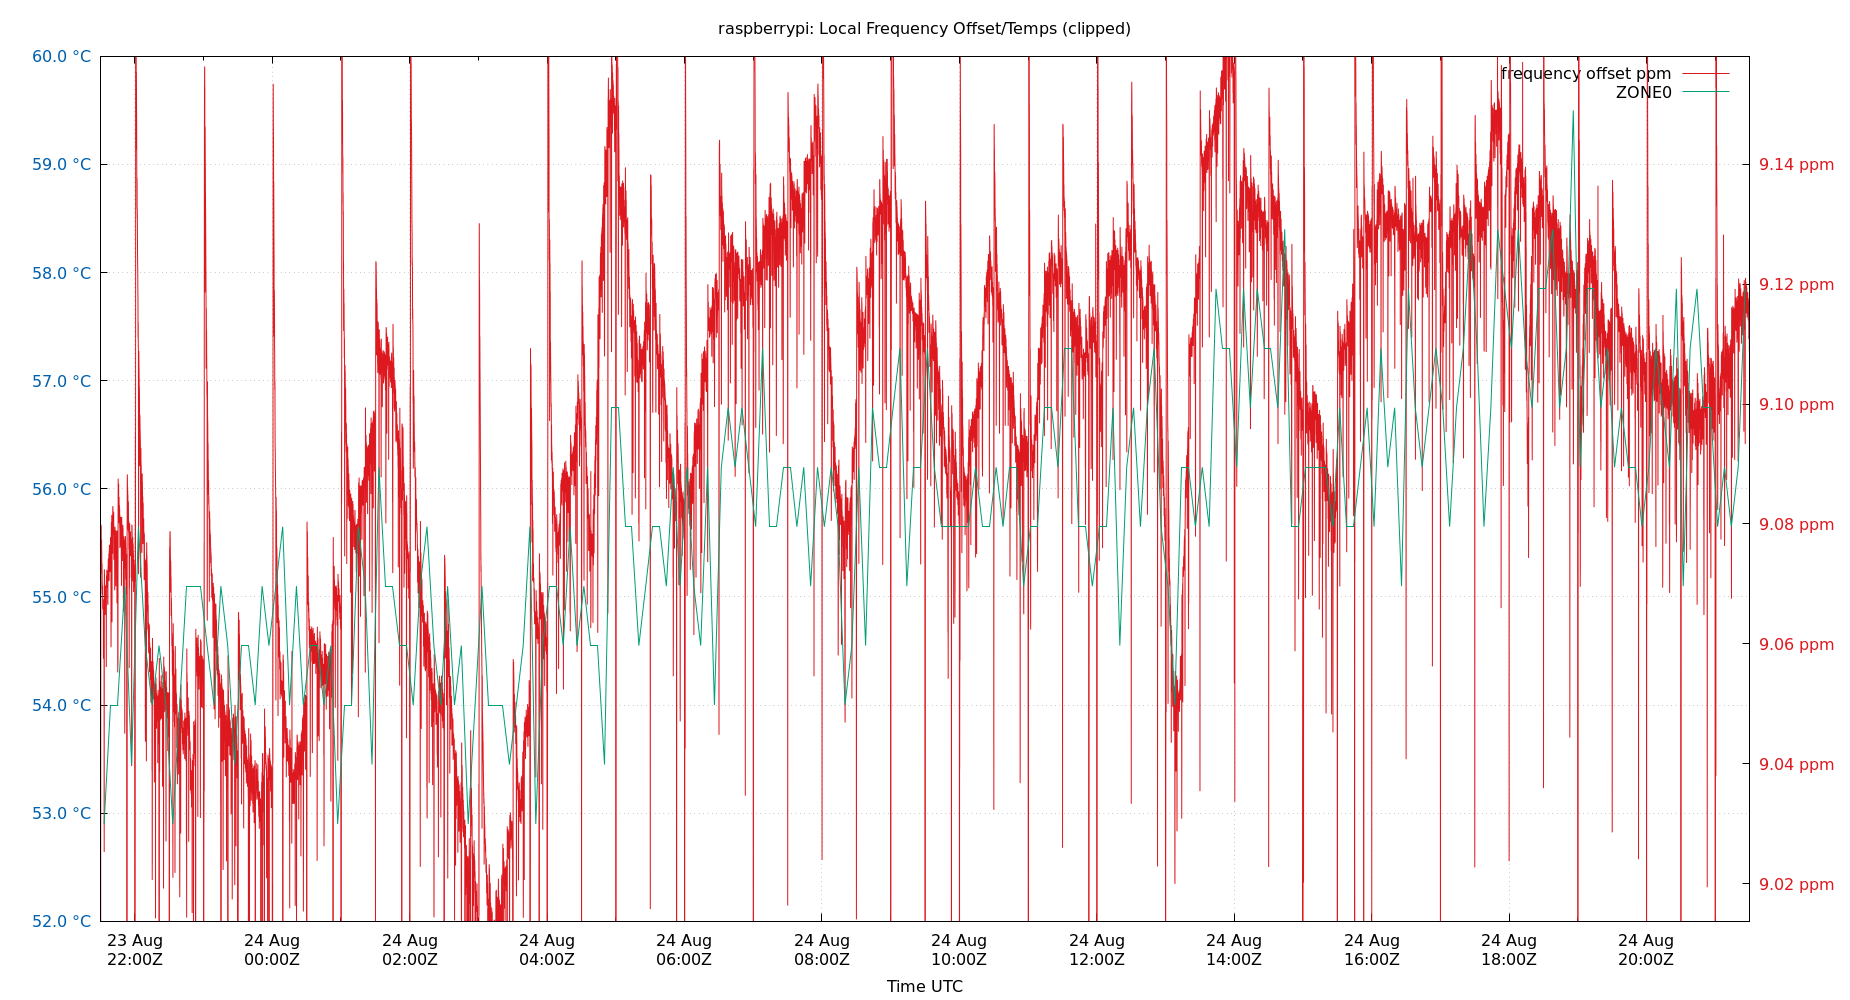 raspberrypi: Local Frequency Offset/Temps (clipped)
frequency offset ppm
ZONE0
60.0 °C
59.0 °C
58.0 °C
57.0 °C
56.0 °C
55.0 °C
54.0 °C
53.0 °C
52.0 °C
9.14 ppm
9.12 ppm
9.10 ppm
9.08 ppm
9.06 ppm
9.04 ppm
9.02 ppm
23 Aug 24 Aug 24 Aug 24 Aug 24 Aug 24 Aug 24 Aug 24 Aug 24 Aug 24 Aug 24 Aug 24 Aug
22:00Z 00:00Z 02:00Z 04:00Z 06:00Z 08:00Z 10:00Z 12:00Z 14:00Z 16:00Z 18:00Z 20:00Z
Time UTC